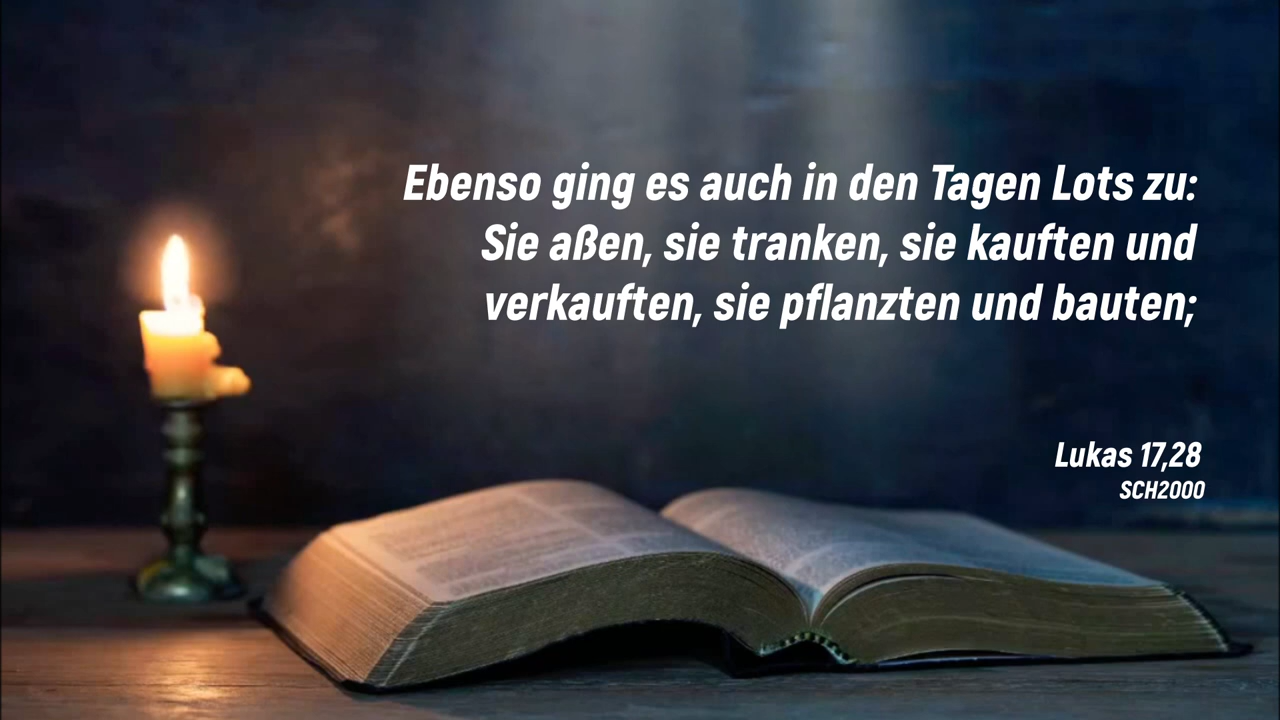 Ebenso ging es auch in den Tagen Lots zu:
Sie aßen, sie tranken, sie kauften und
verkauften, sie pflanzten und bauten;
Lukas 17,28
SCH2000